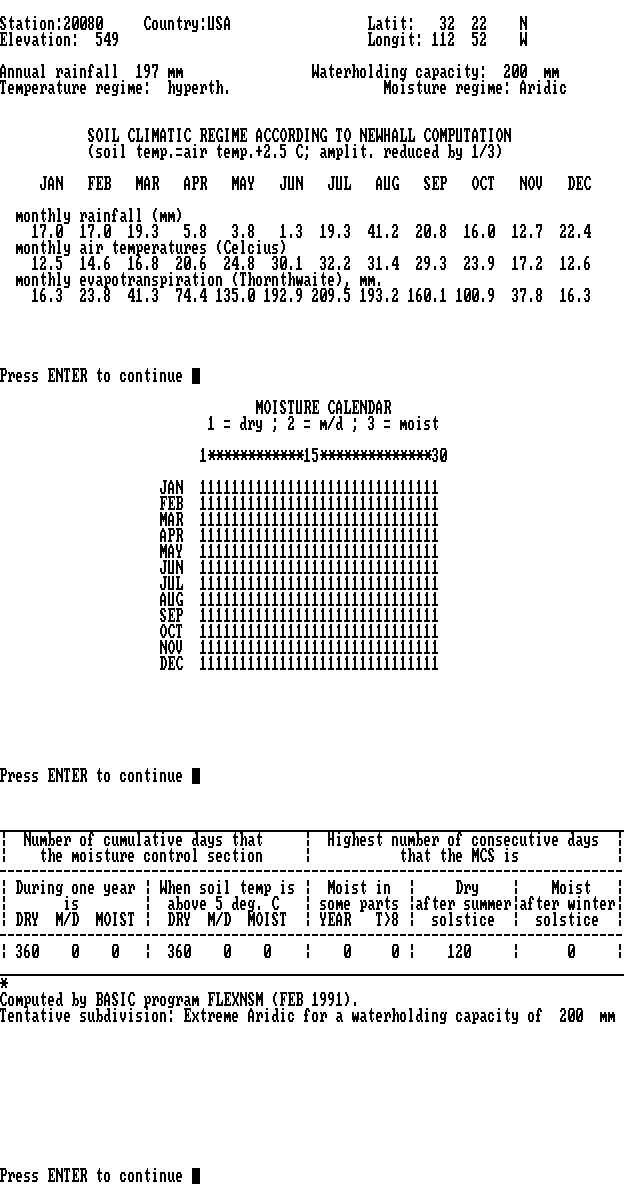 Station:20080    Country:USA                 Latit:   32  22    N
Elevation:  549                               Longit: 112  52    W
Annual rainfall  197 mm                Waterholding capacity:  200  mm
Temperature regime:  hyperth.                   Moisture regime: Aridic
SOIL CLIMATIC REGIME ACCORDING TO NEWHALL COMPUTATION
(soil temp.=air temp.+2.5 C; amplit. reduced by 1/3)
JAN   FEB   MAR   APR   MAY   JUN   JUL   AUG   SEP   OCT   NOV   DEC
monthly rainfall (mm)
17.0  17.0  19.3   5.8   3.8   1.3  19.3  41.2  20.8  16.0  12.7  22.4
monthly air temperatures (Celcius)
12.5  14.6  16.8  20.6  24.8  30.1  32.2  31.4  29.3  23.9  17.2  12.6
monthly evapotranspiration (Thornthwaite), mm.
16.3  23.8  41.3  74.4 135.0 192.9 209.5 193.2 160.1 100.9  37.8  16.3
Press ENTER to continue
MOISTURE CALENDAR
1 = dry ; 2 = m/d ; 3 = moist
1************15**************30
JAN  111111111111111111111111111111
FEB  111111111111111111111111111111
MAR  111111111111111111111111111111
APR  111111111111111111111111111111
MAY  111111111111111111111111111111
JUN  111111111111111111111111111111
JUL  111111111111111111111111111111
AUG  111111111111111111111111111111
SEP  111111111111111111111111111111
OCT  111111111111111111111111111111
NOV  111111111111111111111111111111
DEC  111111111111111111111111111111
Press ENTER to continue
¦  Number of cumulative days that     ¦  Highest number of consecutive days  ¦
¦    the moisture control section     ¦           that the MCS is            ¦
¦ During one year ¦ When soil temp is ¦  Moist in  ¦     Dry     ¦    Moist    ¦
¦       is        ¦  above 5 deg. C   ¦ some parts ¦after summer¦after winter¦
¦ DRY  M/D  MOIST ¦  DRY  M/D  MOIST  ¦ YEAR   T>8 ¦  solstice   ¦  solstice   ¦
¦ 360    0    0   ¦  360    0    0    ¦    0    0  ¦    120      ¦      0      ¦
*
Computed by BASIC program FLEXNSM (FEB 1991).
Tentative subdivision: Extreme Aridic for a waterholding capacity of  200  mm
Press ENTER to continue